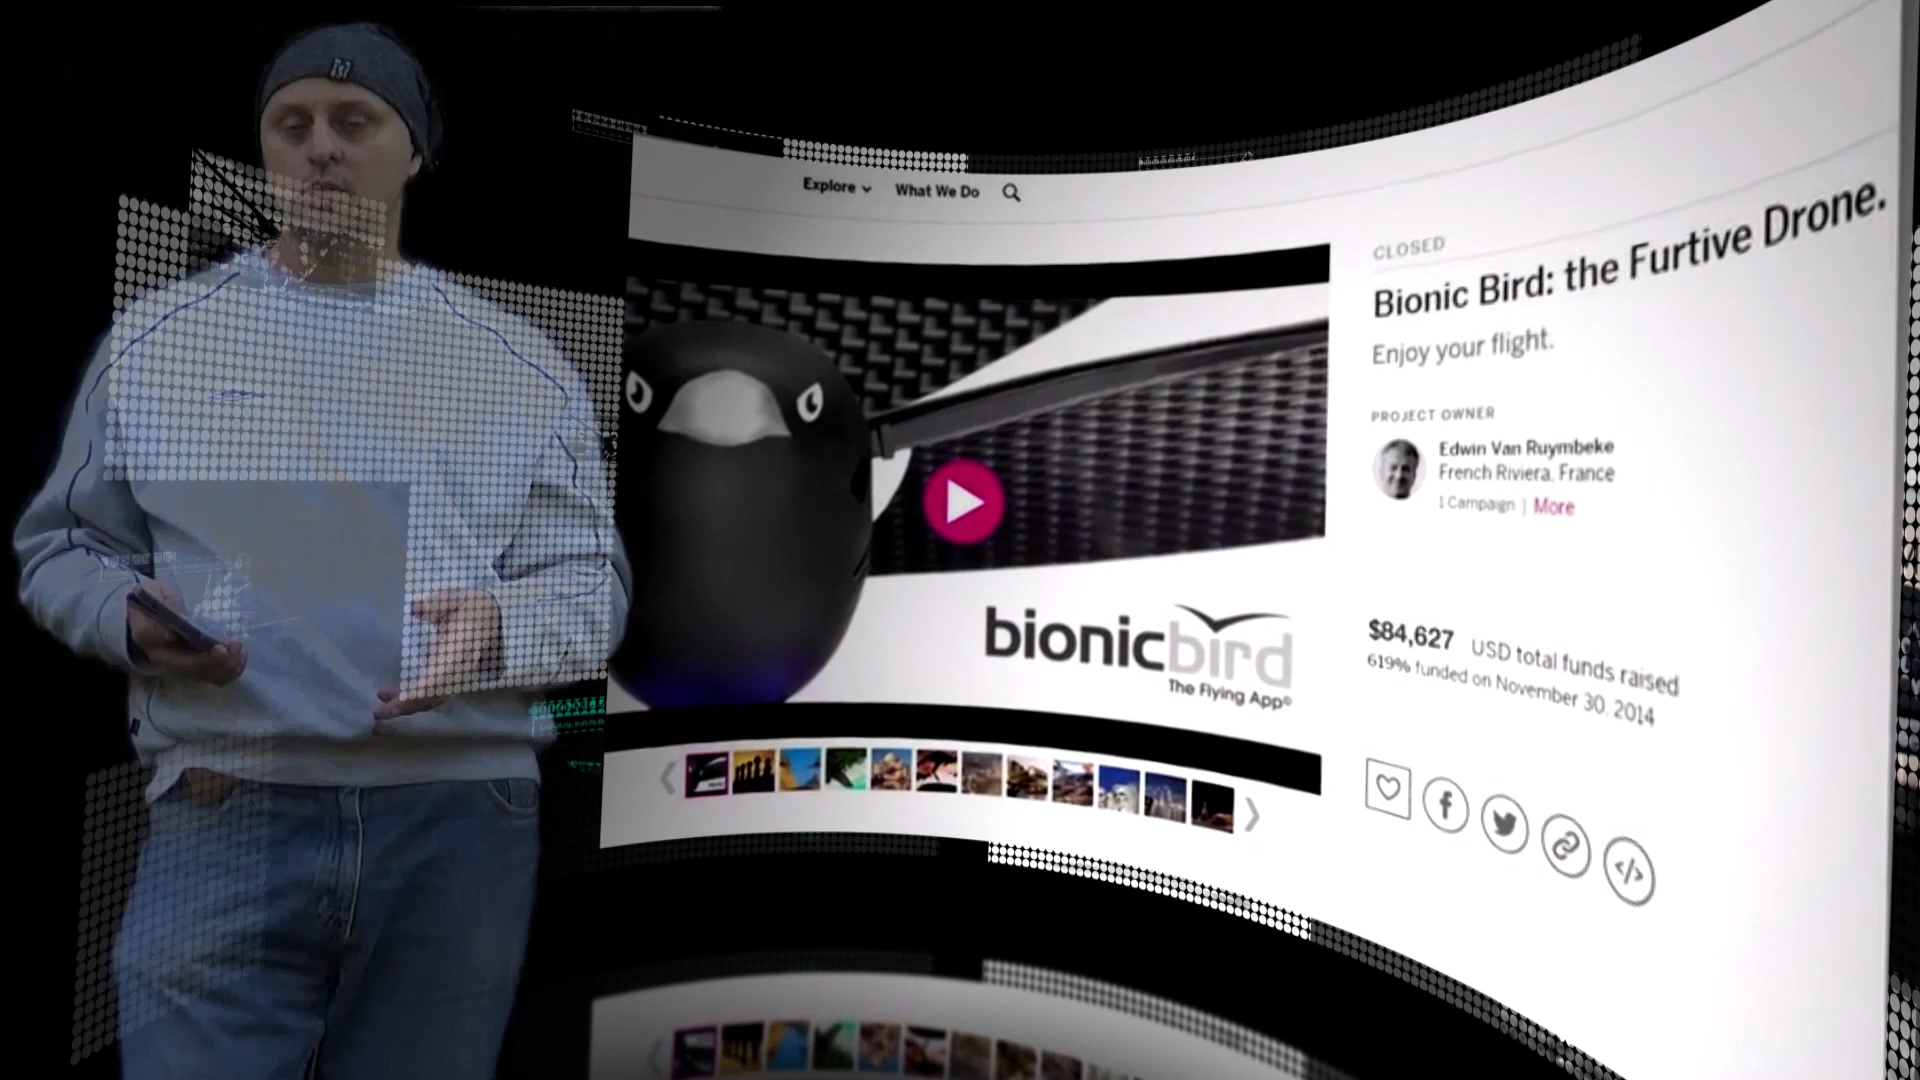 Explore What We Do
CLOSED
Bionic Bird: the Furtive Drone.
Enjoy your flight.
PROJECT OWNER
Edwin Van Ruymbeke
French Riviera, France
1 Campaign | More
bionicbird
The Flying App©
$84,627 USD total funds raised
619% funded on November 30, 2014